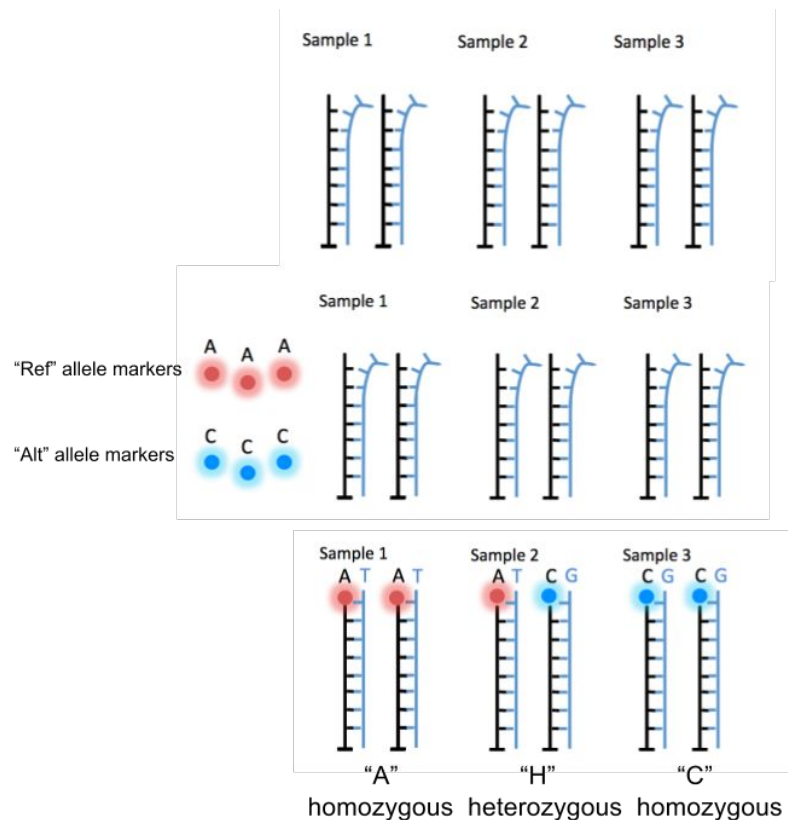 Sample 1 Sample 2 Sample 3
Sample 1 Sample 2 Sample 3
A A A
“Ref” allele markers
C C C
“Alt” allele markers
Sample 1 Sample 2 Sample 3
A T A T A T C G C G C G
“A” “H” “C”
homozygous heterozygous homozygous